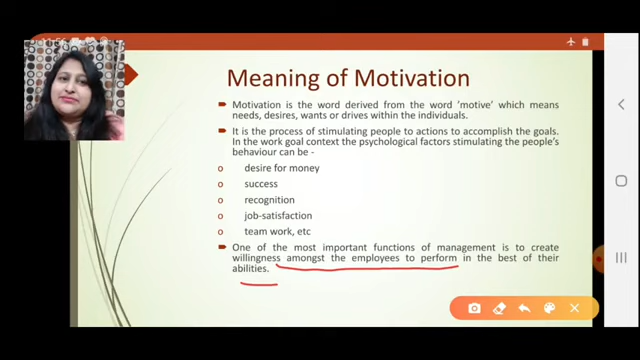 Meaning of Motivation
Motivation is the word derived from the word 'motive' which means
needs, desires, wants or drives within the individuals.
It is the process of stimulating people to actions to accomplish the goals.
In the work goal context the psychological factors stimulating the people's
behaviour can be -
o desire for money
o success
o recognition
o job-satisfaction
o team work, etc
One of the most important functions of management is to create
willingness amongst the employees to perform in the best of their
abilities.